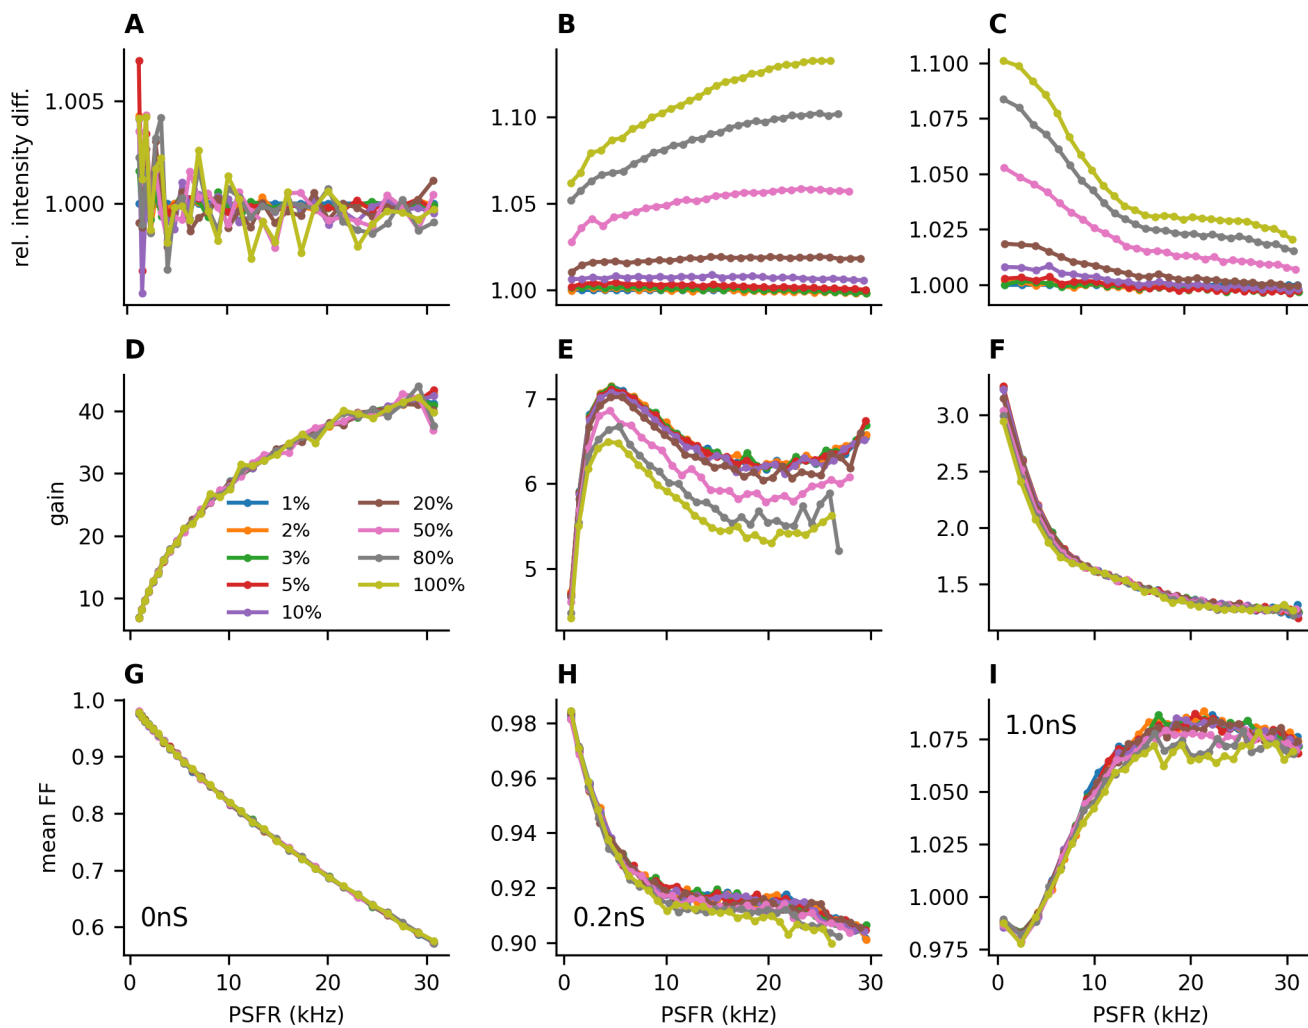 A
B
C
rel. intensity diff.
1.005
1.000
1.10
1.05
1.00
1.100
1.075
1.050
1.025
1.000
D
E
F
gain
40
30
20
10
1%
2%
3%
5%
10%
20%
50%
80%
100%
7
6
5
3.0
2.5
2.0
1.5
G
H
I
mean FF
1.0
0.9
0.8
0.7
0.6
0nS
0.98
0.96
0.94
0.92
0.90
0.2nS
1.075
1.050
1.025
1.000
0.975
1.0nS
0 10 20 30
0 10 20 30
0 10 20 30
PSFR (kHz)
PSFR (kHz)
PSFR (kHz)